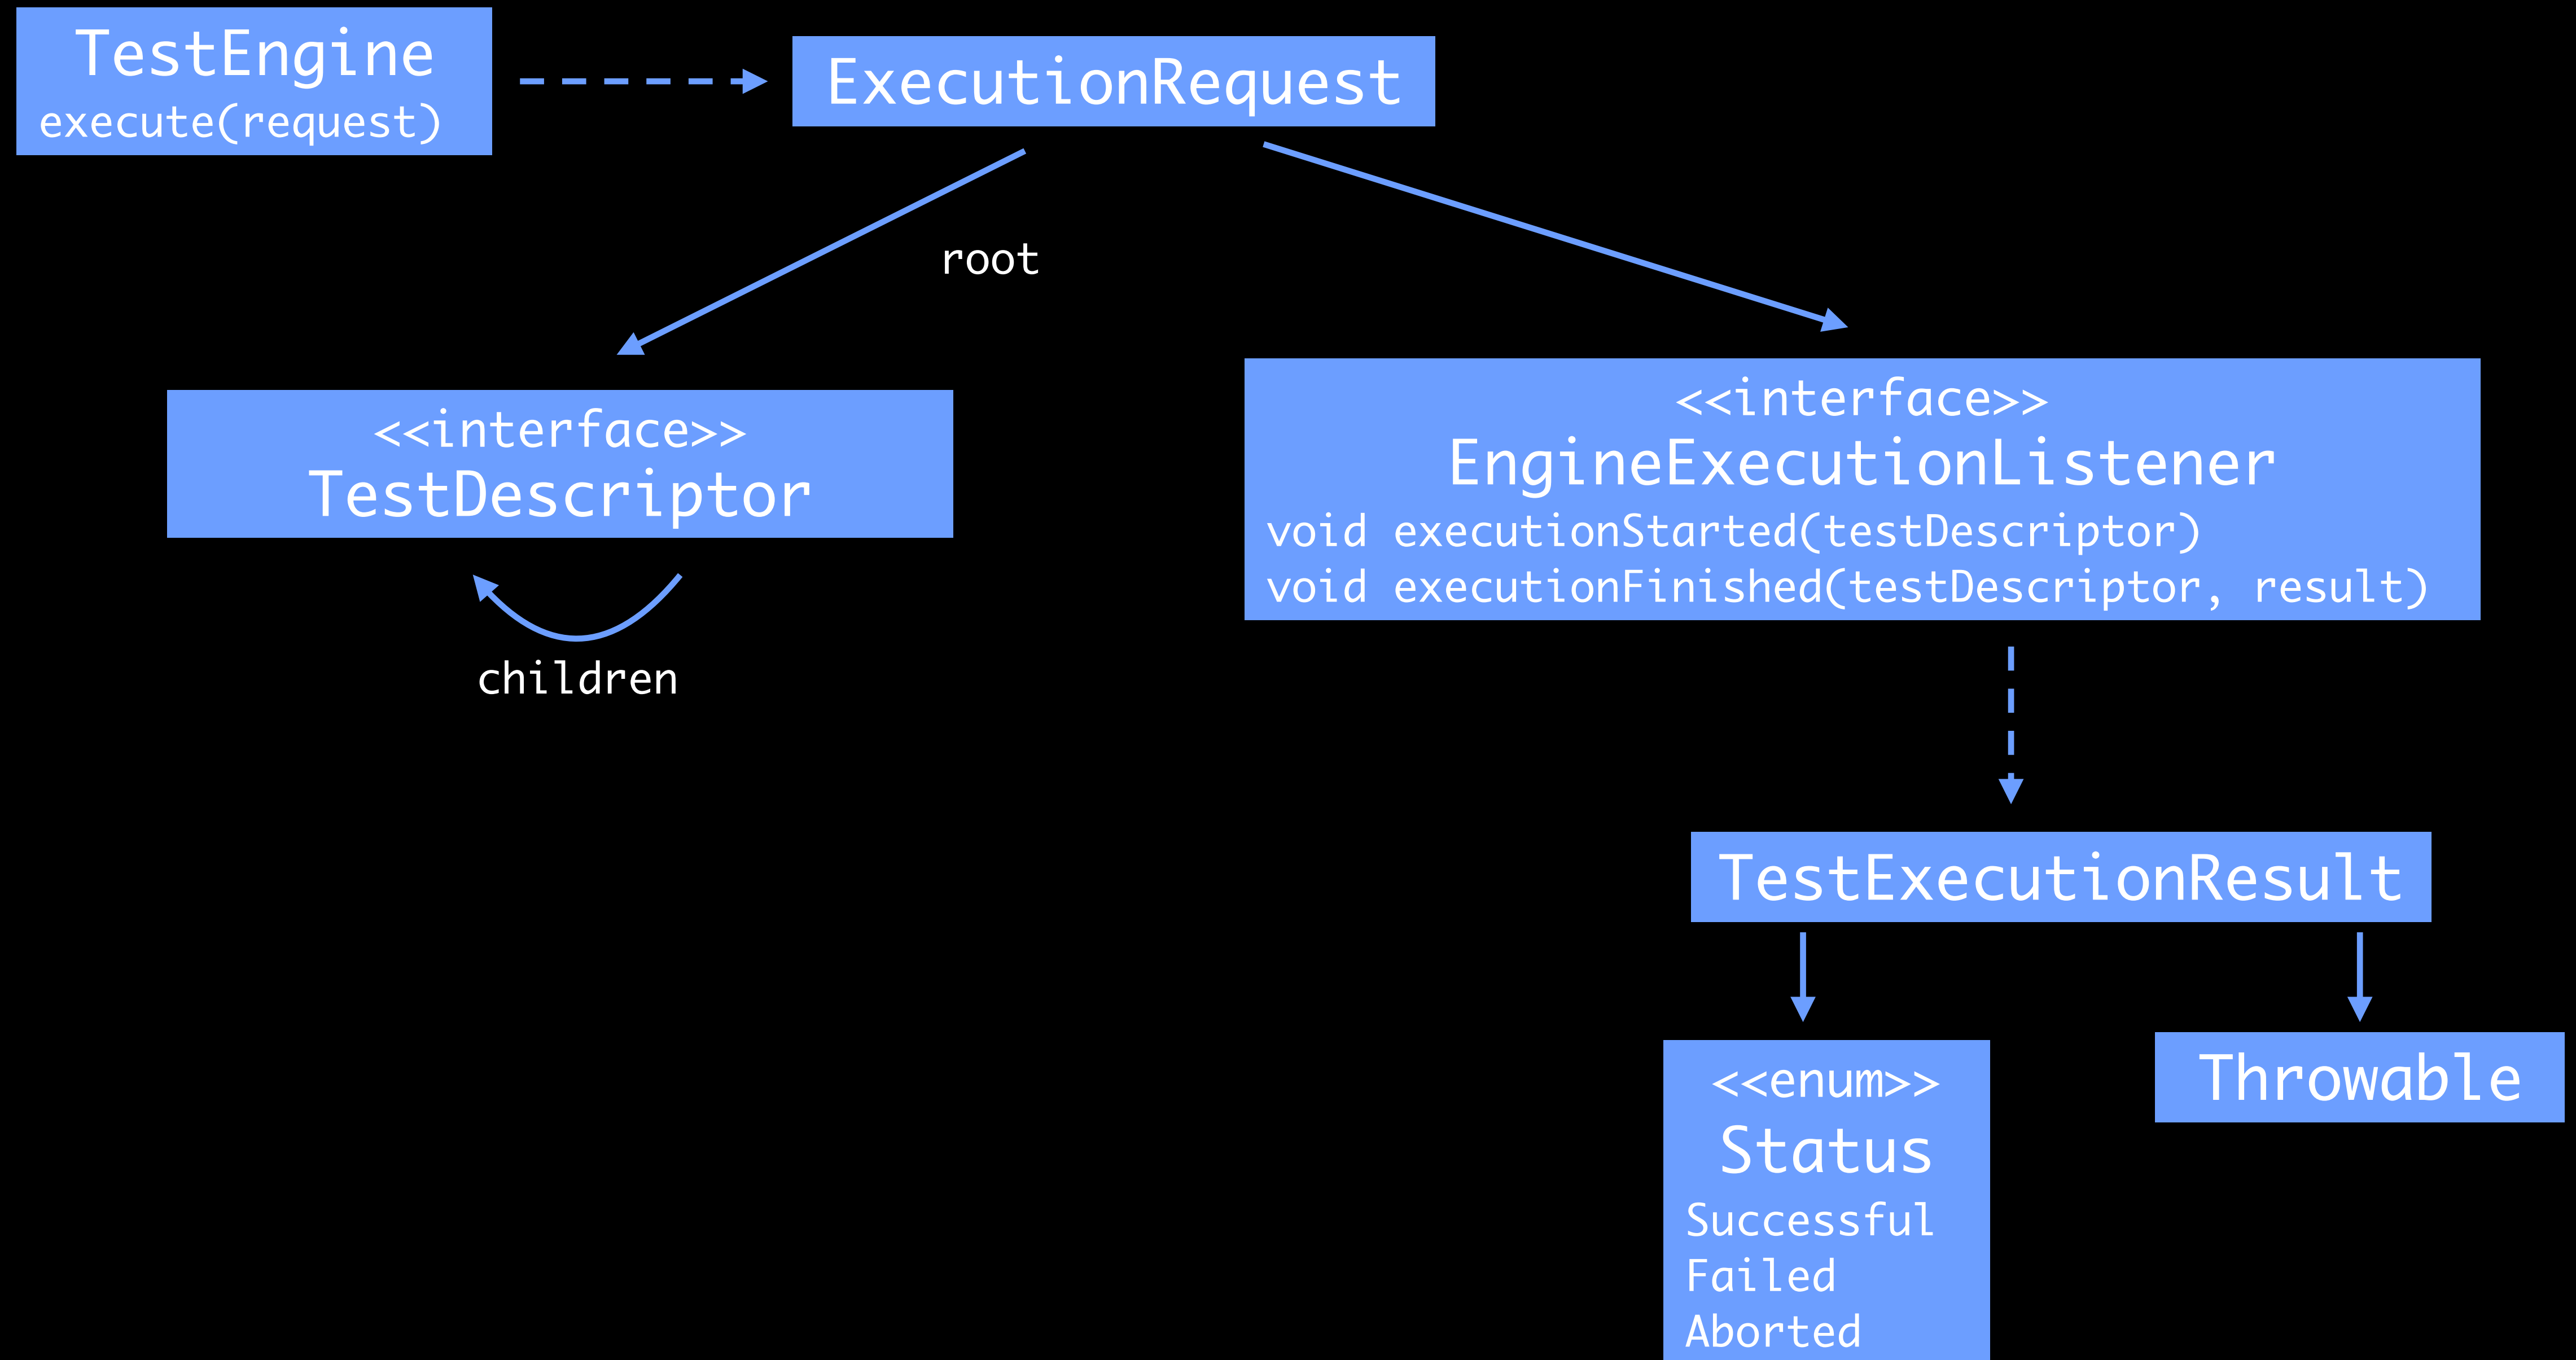 TestEngine
execute(request)
ExecutionRequest
root
<<interface>>
TestDescriptor
children
<<interface>>
EngineExecutionListener
void executionStarted(testDescriptor)
void executionFinished(testDescriptor, result)
TestExecutionResult
<<enum>>
Status
Successful
Failed
Aborted
Throwable